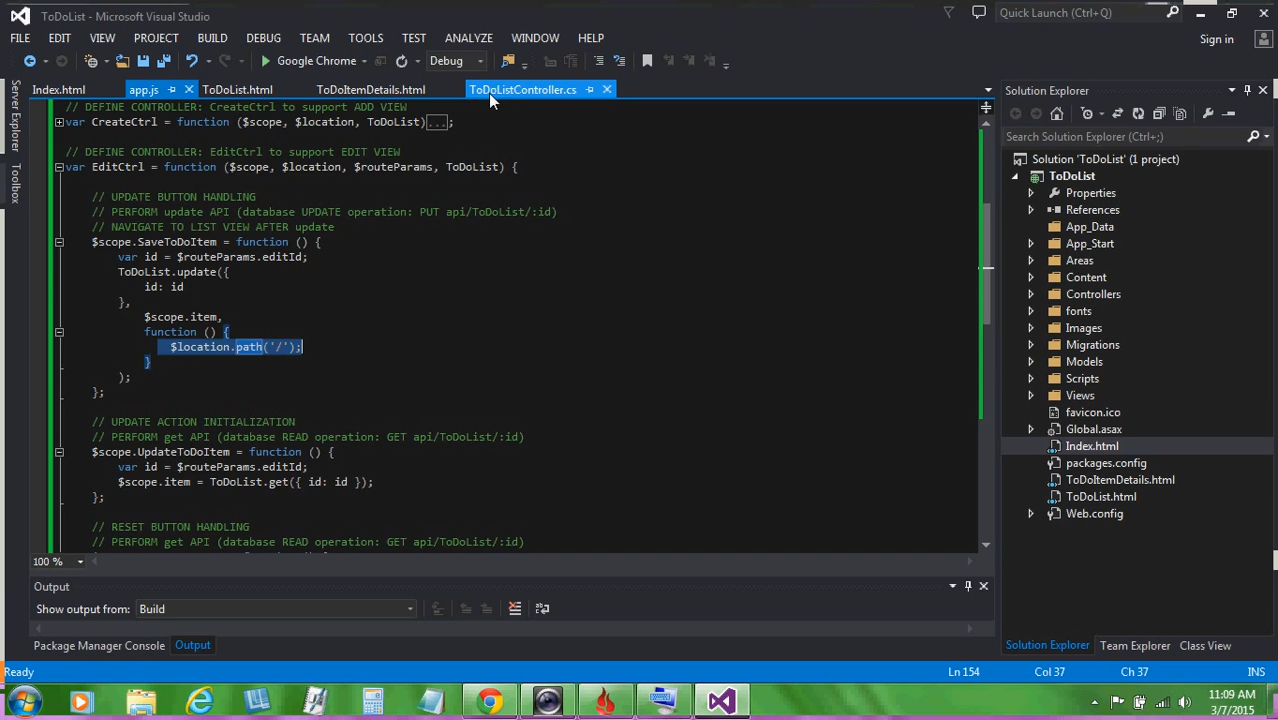 ToDoList - Microsoft Visual Studio
Quick Launch (Ctrl+Q)
FILE EDIT VIEW PROJECT BUILD DEBUG TEAM TOOLS TEST ANALYZE WINDOW HELP
Sign in
Google Chrome
Debug
Server Explorer
Toolbox
Index.html app.js ToDoList.html ToDoItemDetails.html ToDoListController.cs
// DEFINE CONTROLLER: CreateCtrl to support ADD VIEW
var CreateCtrl = function ($scope, $location, ToDoList)...;
// DEFINE CONTROLLER: EditCtrl to support EDIT VIEW
var EditCtrl = function ($scope, $location, $routeParams, ToDoList) {
// UPDATE BUTTON HANDLING
// PERFORM update API (database UPDATE operation: PUT api/ToDoList/:id)
// NAVIGATE TO LIST VIEW AFTER update
$scope.SaveToDoItem = function () {
var id = $routeParams.editId;
ToDoList.update({
id: id
},
$scope.item,
function () {
$location.path('/');
}
);
};
// UPDATE ACTION INITIALIZATION
// PERFORM get API (database READ operation: GET api/ToDoList/:id)
$scope.UpdateToDoItem = function () {
var id = $routeParams.editId;
$scope.item = ToDoList.get({ id: id });
};
// RESET BUTTON HANDLING
// PERFORM get API (database READ operation: GET api/ToDoList/:id)
100 %
Output
Show output from: Build
Package Manager Console Output
Solution Explorer
Search Solution Explorer (Ctrl+;)
Solution 'ToDoList' (1 project)
ToDoList
Properties
References
App_Data
App_Start
Areas
Content
Controllers
fonts
Images
Migrations
Models
Scripts
Views
favicon.ico
Global.asax
Index.html
packages.config
ToDoItemDetails.html
ToDoList.html
Web.config
Solution Explorer Team Explorer Class View
Ready Ln 154 Col 37 Ch 37 INS
11:09 AM
3/7/2015